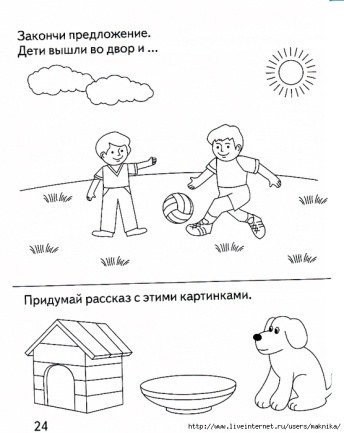 Закончи предложение.
Дети вышли во двор и ...
Придумай рассказ с этими картинками.
24
http://www.liveinternet.ru/users/maknika/